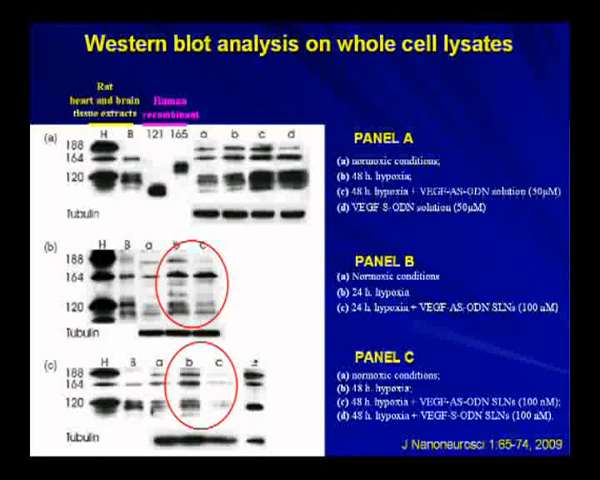 Western blot analysis on whole cell lysates
Rat
heart and brain
tissue extracts
Human
recombinant
(a) H B 121 165 a b c d
188
164
120
Tubulin
PANEL A
(a) normoxic conditions;
(b) 48 h. hypoxia;
(c) 48 h. hypoxia + VEGF-AS-ODN solution (50µM)
(d) VEGF-S-ODN solution (50µM)
(b) H B a b c
188
164
120
Tubulin
PANEL B
(a) Normoxic conditions
(b) 24 h. hypoxia
(c) 24 h. hypoxia + VEGF-AS-ODN SLNs (100 nM)
(c) H B a b c
188
164
120
Tubulin
PANEL C
(a) normoxic conditions;
(b) 48 h. hypoxia;
(c) 48 h. hypoxia + VEGF-AS-ODN SLNs (100 nM);
(d) 48 h. hypoxia + VEGF-S-ODN SLNs (100 nM).
J Nanoneurosci 1:65-74, 2009